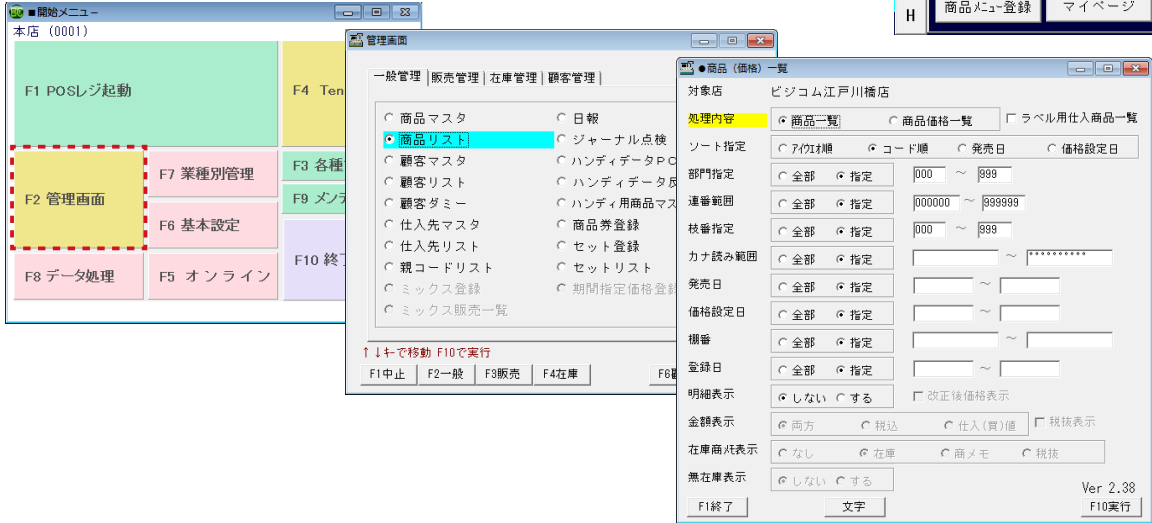 ■開始メニュー
本店 (0001)
F1 POSレジ起動
F2 管理画面
F7 業種別管理
F3 各種
F9 メンテ
F6 基本設定
F10 終了
F8 データ処理
F5 オンライン
商品メニュー登録
マイページ
H
管理画面
一般管理 販売管理 在庫管理 顧客管理
商品マスタ 日報
商品リスト ジャーナル点検
顧客マスタ ハンディデータPC
顧客リスト ハンディデータ反
顧客ダミー ハンディ用商品マス
仕入先マスタ 商品券登録
仕入先リスト セット登録
親コードリスト セットリスト
ミックス登録 期間指定価格登録
ミックス販売一覧
↑↓キーで移動 F10で実行
F1中止 F2一般 F3販売 F4在庫
●商品(価格)一覧
対象店 ビジコム江戸川橋店
処理内容 商品一覧 商品価格一覧 ラベル用仕入商品一覧
ソート指定 アイウエオ順 コード順 発売日 価格設定日
部門指定 全部 指定 000 ～ 999
連番範囲 全部 指定 000000 ～ 999999
枝番指定 全部 指定 000 ～ 999
カナ読み範囲 全部 指定 ～ **********
発売日 全部 指定 ～
価格設定日 全部 指定 ～
棚番 全部 指定 ～
登録日 全部 指定 ～
明細表示 しない する 改正後価格表示
金額表示 両方 税込 仕入(買)値 税抜表示
在庫商メモ表示 なし 在庫 商メモ 税抜
無在庫表示 しない する
Ver 2.38
F1終了 文字 F10実行